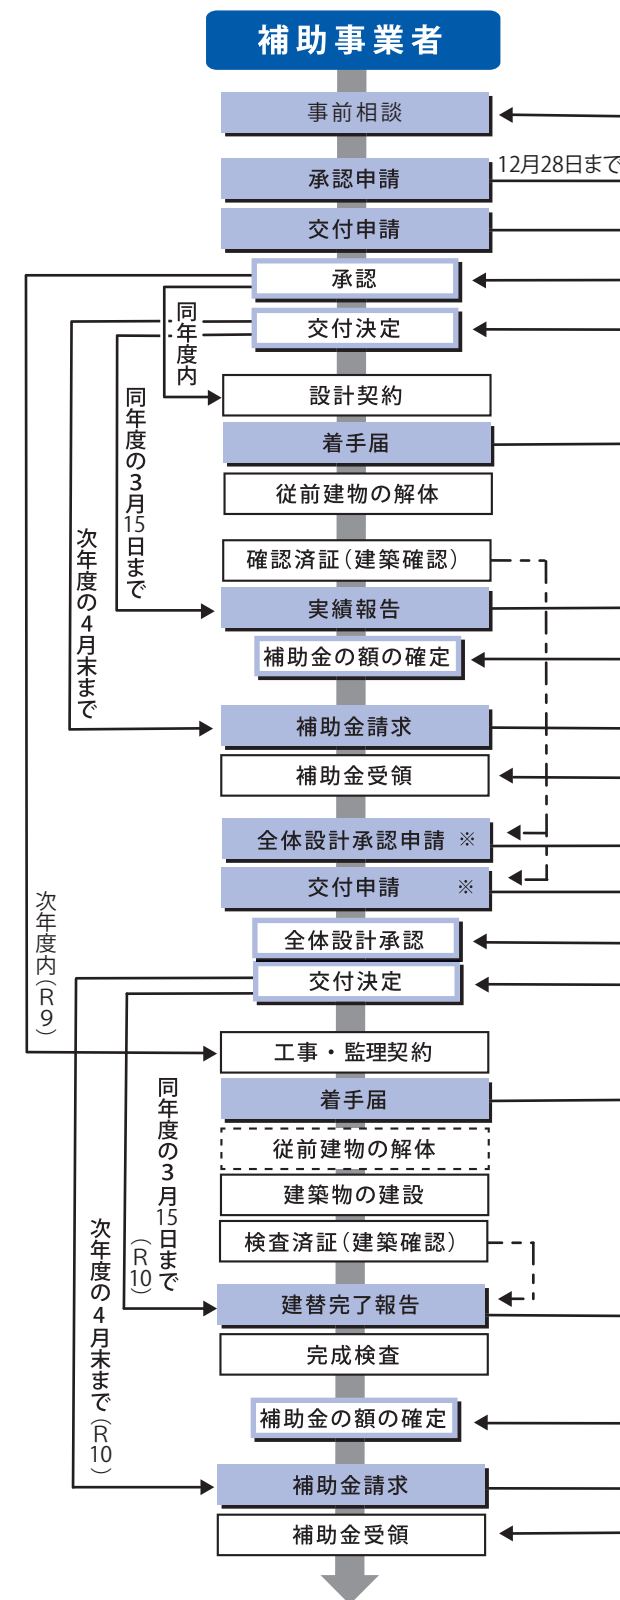 補助事業者
事前相談
12月28日まで
承認申請
交付申請
承認
交付決定
同年度内
設計契約
同年度の3月15日まで
着手届
従前建物の解体
次年度の4月末まで
確認済証（建築確認）
実績報告
補助金の額の確定
補助金請求
補助金受領
全体設計承認申請 ※
交付申請 ※
次年度内（R9）
全体設計承認
交付決定
工事・監理契約
同年度の3月15日まで（R10）
着手届
従前建物の解体
建築物の建設
次年度の4月末まで（R10）
検査済証（建築確認）
建替完了報告
完成検査
補助金の額の確定
補助金請求
補助金受領